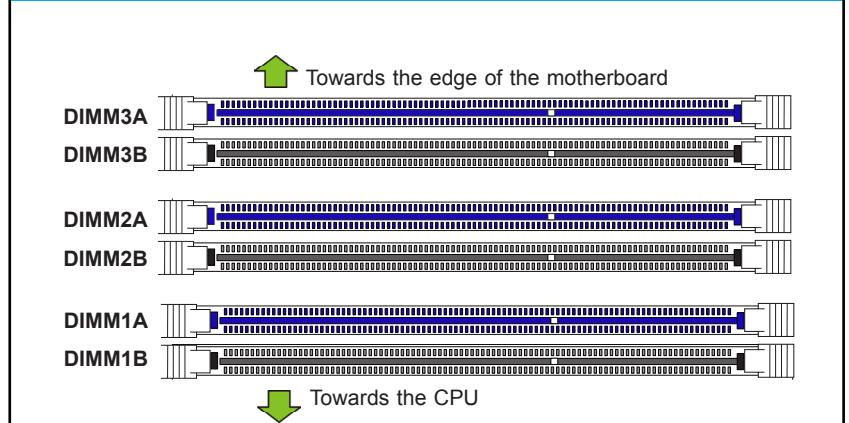 Towards the edge of the motherboard
DIMM3A
DIMM3B
DIMM2A
DIMM2B
DIMM1A
DIMM1B
Towards the CPU